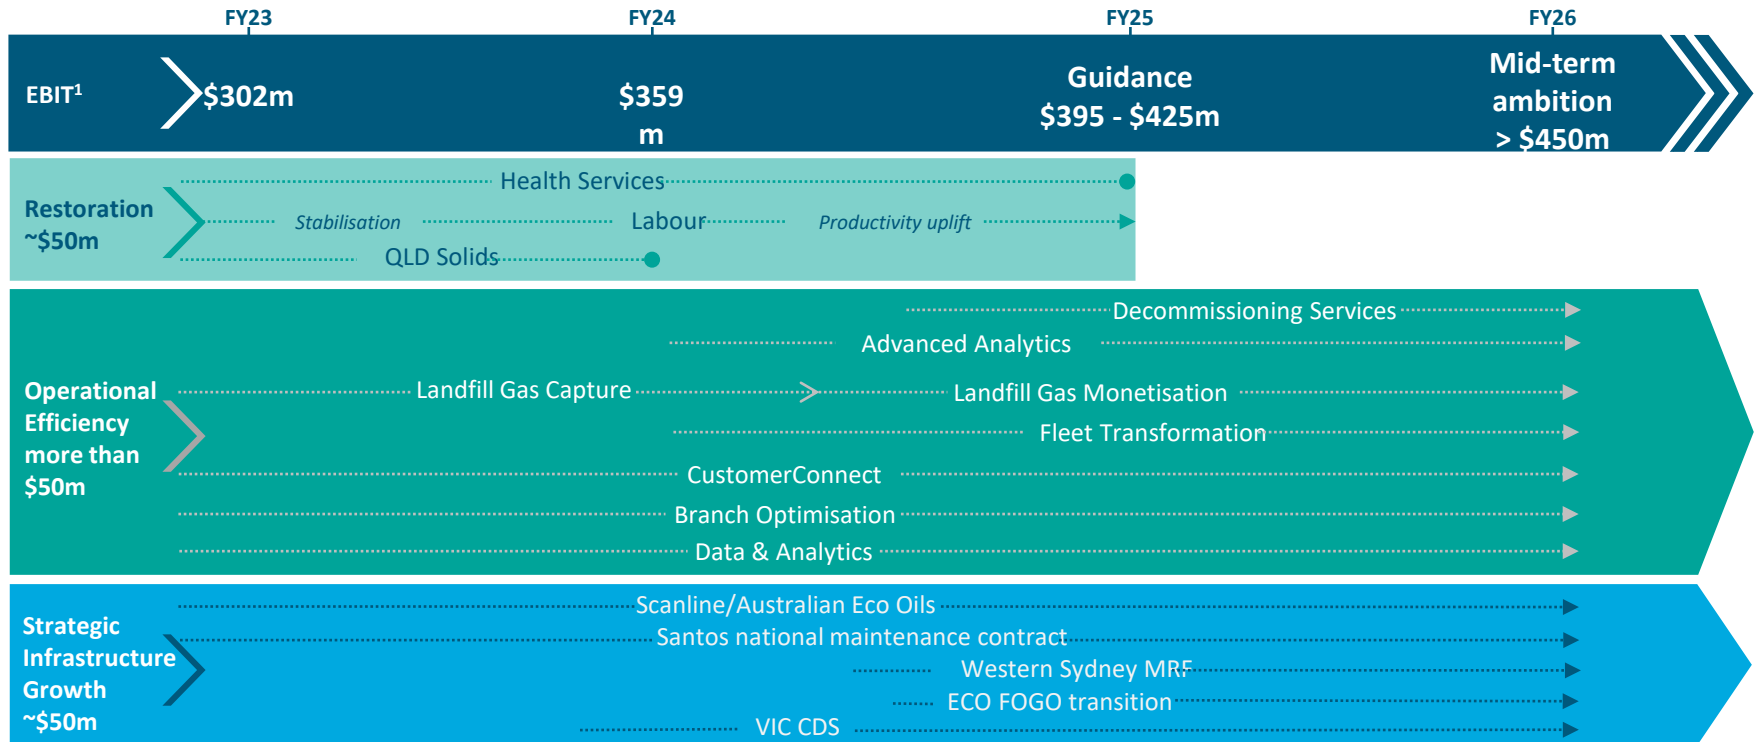 FY23 FY24 FY25 FY26
EBIT1
$302m
$359
m
Guidance
$395 - $425m
Mid-term
ambition
> $450m
Restoration
~$50m
Health Services
Stabilisation Labour Productivity uplift
QLD Solids
Operational
Efficiency
more than
$50m
Decommissioning Services
Advanced Analytics
Landfill Gas Capture Landfill Gas Monetisation
Fleet Transformation
CustomerConnect
Branch Optimisation
Data & Analytics
Strategic
Infrastructure
Growth
~$50m
Scanline/Australian Eco Oils
Santos national maintenance contract
Western Sydney MRF
ECO FOGO transition
VIC CDS